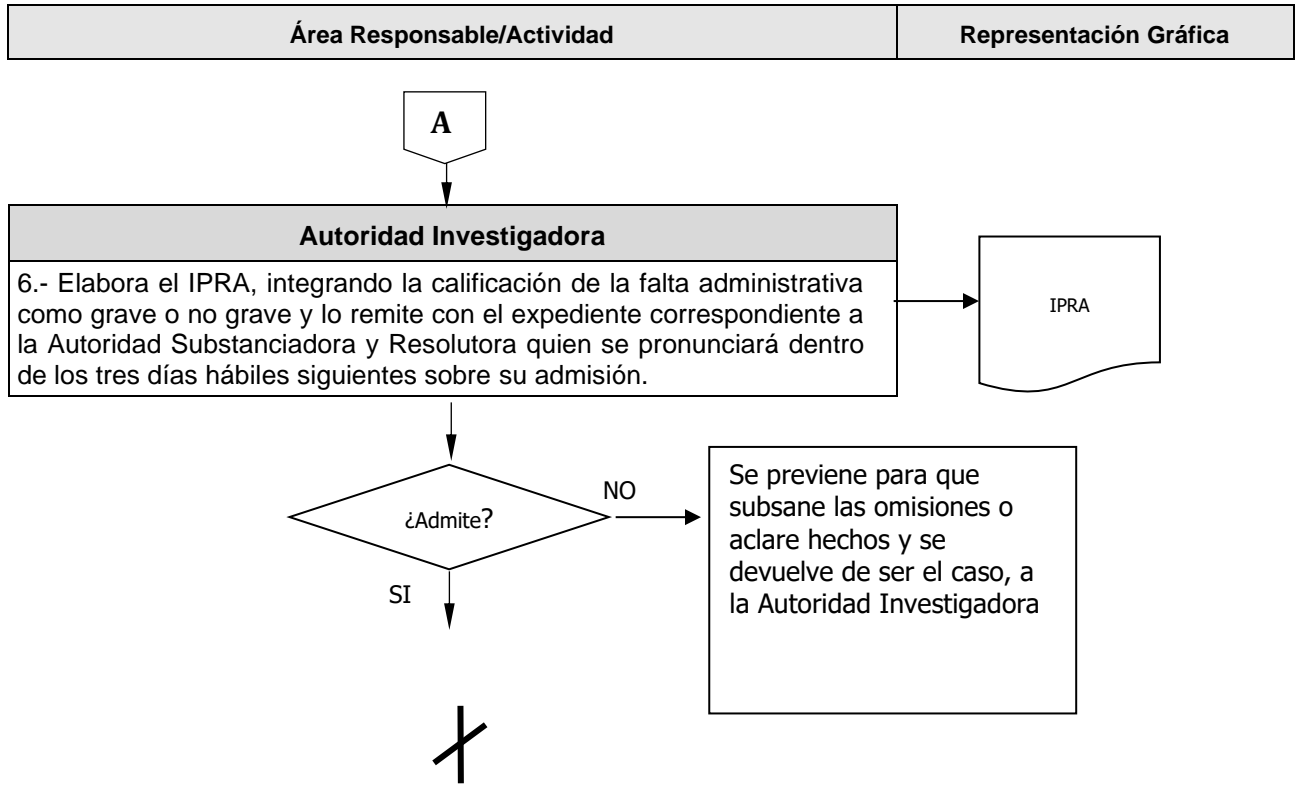 Área Responsable/Actividad
Representación Gráfica
A
Autoridad Investigadora
6.- Elabora el IPRA, integrando la calificación de la falta administrativa
como grave o no grave y lo remite con el expediente correspondiente a
la Autoridad Substanciadora y Resolutora quien se pronunciará dentro
de los tres días hábiles siguientes sobre su admisión.
IPRA
¿Admite?
NO
Se previene para que
subsane las omisiones o
aclare hechos y se
devuelve de ser el caso, a
la Autoridad Investigadora
SI